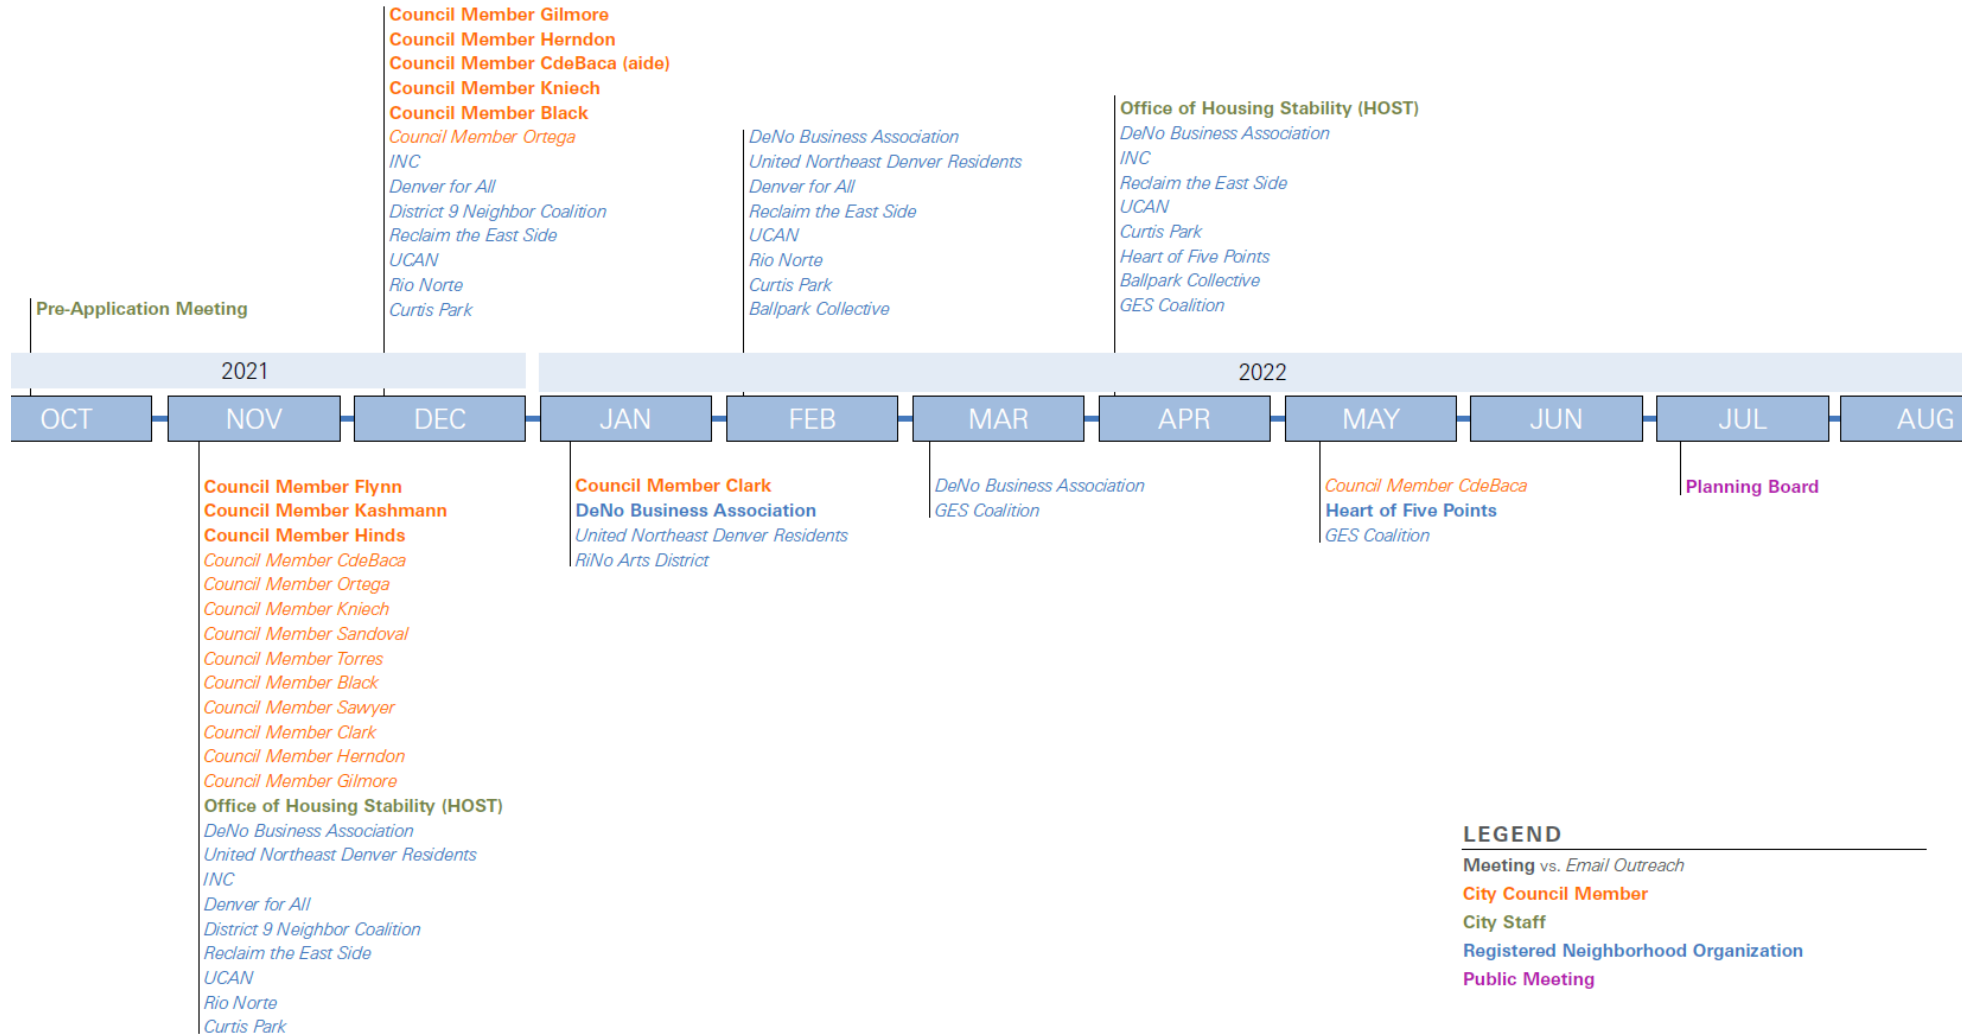 Council Member Gilmore
Council Member Herndon
Council Member CdeBaca (aide)
Council Member Kniech
Council Member Black
Council Member Ortega
INC
Denver for All
District 9 Neighbor Coalition
Reclaim the East Side
UCAN
Rio Norte
Curtis Park
DeNo Business Association
United Northeast Denver Residents
Denver for All
Reclaim the East Side
UCAN
Rio Norte
Curtis Park
Ballpark Collective
Office of Housing Stability (HOST)
DeNo Business Association
INC
Reclaim the East Side
UCAN
Curtis Park
Heart of Five Points
Ballpark Collective
GES Coalition
Pre-Application Meeting
2021
2022
OCT
NOV
DEC
JAN
FEB
MAR
APR
MAY
JUN
JUL
AUG
Council Member Flynn
Council Member Kashmann
Council Member Hinds
Council Member CdeBaca
Council Member Ortega
Council Member Kniech
Council Member Sandoval
Council Member Torres
Council Member Black
Council Member Sawyer
Council Member Clark
Council Member Herndon
Council Member Gilmore
Office of Housing Stability (HOST)
DeNo Business Association
United Northeast Denver Residents
INC
Denver for All
District 9 Neighbor Coalition
Reclaim the East Side
UCAN
Rio Norte
Curtis Park
Council Member Clark
DeNo Business Association
United Northeast Denver Residents
RiNo Arts District
DeNo Business Association
GES Coalition
Council Member CdeBaca
Heart of Five Points
GES Coalition
Planning Board
LEGEND
Meeting vs. Email Outreach
City Council Member
City Staff
Registered Neighborhood Organization
Public Meeting